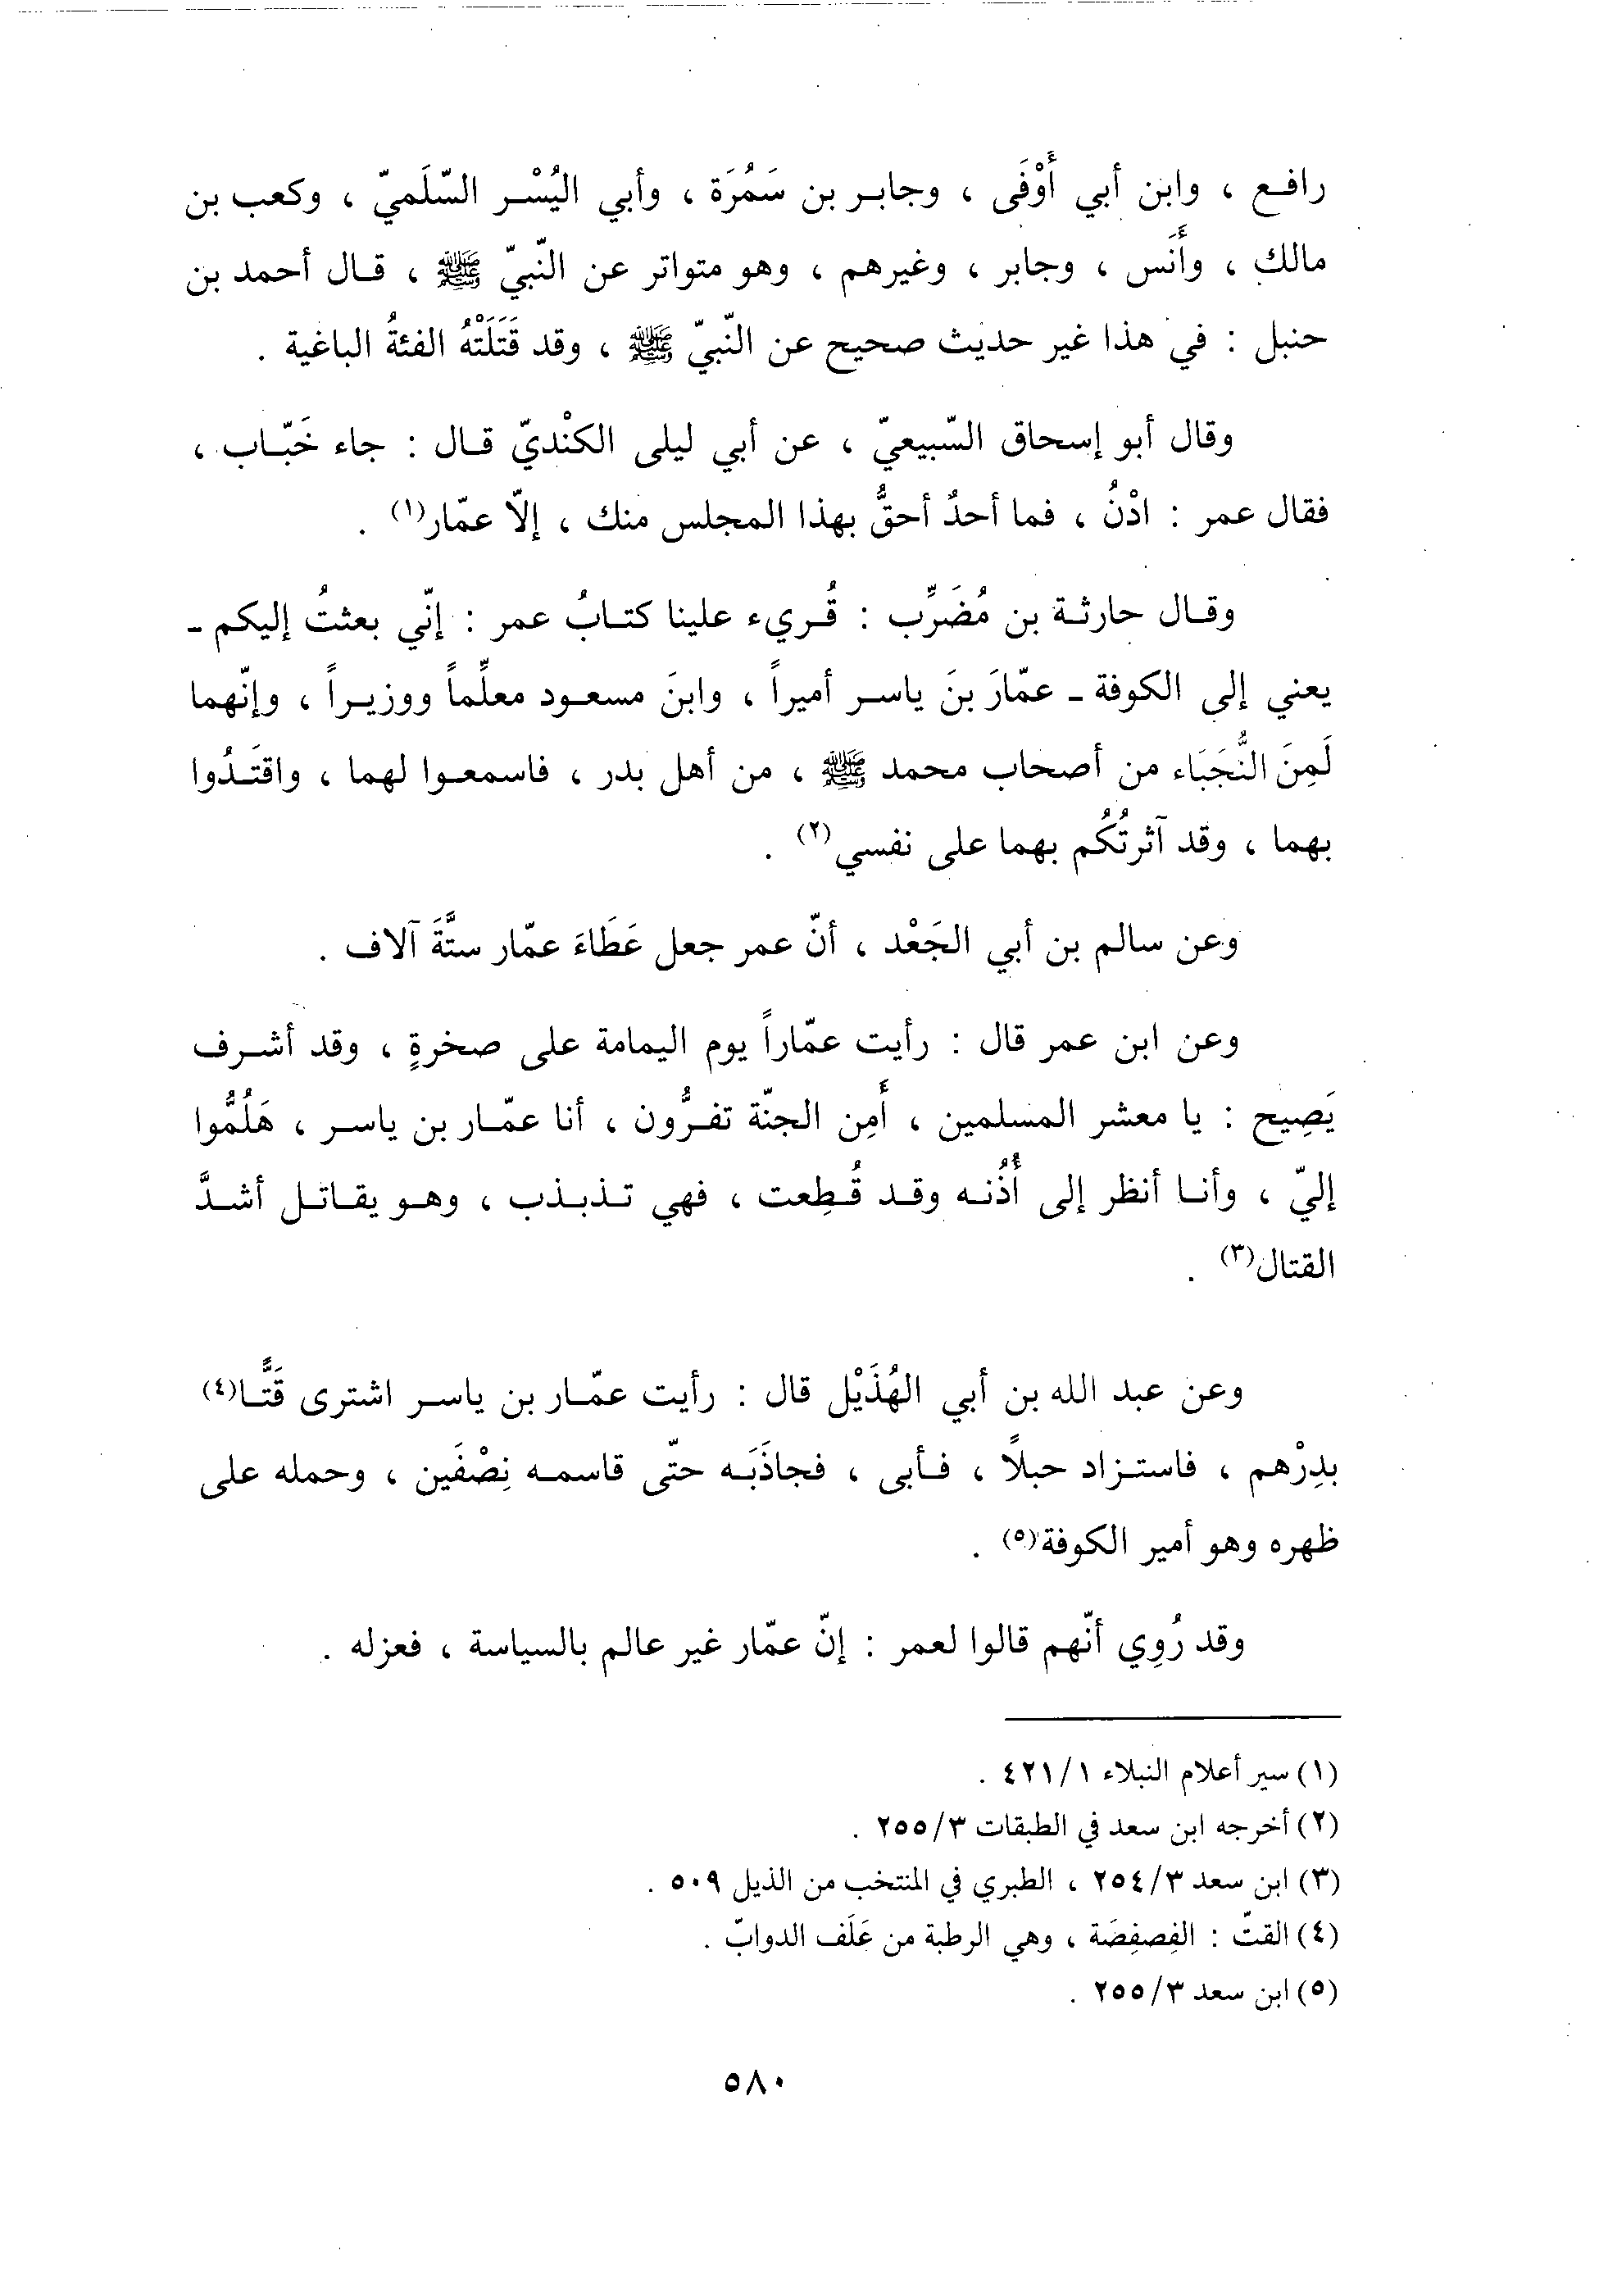 رافع ، وابن أبي أَوْفَى ، وجابر بن سَمُرَة ، وأبي اليُسْر السّلَميّ ، وكعب بن
مالك ، وأَنَس ، وجابر ، وغيرهم ، وهو متواتر عن النّبيّ ﷺ ، قال أحمد بن
حنبل : في هذا غير حديث صحيح عن النّبيّ ﷺ ، وقد قَتَلَتْهُ الفئةُ الباغية .
وقال أبو إسحاق السّبيعيّ ، عن أبي ليلى الكنْديّ قال : جاء خَبّاب ،
فقال عمر : ادْنُ ، فما أحدٌ أحقُّ بهذا المجلس منك ، إلّا عمّار(١) .
وقال حارثة بن مُضَرِّب : قُريء علينا كتابُ عمر : إنّي بعثتُ إليكم ـ
يعني إلى الكوفة ـ عمّارَ بنَ ياسر أميراً ، وابنَ مسعود معلِّماً ووزيراً ، وإنّهما
لَمِنَ النُّجَبَاء من أصحاب محمد ﷺ ، من أهل بدر ، فاسمعوا لهما ، واقتَدُوا
بهما ، وقد آثرتُكُم بهما على نفسي(٢) .
وعن سالم بن أبي الجَعْد ، أنّ عمر جعل عَطَاءَ عمّار ستَّةَ آلاف .
وعن ابن عمر قال : رأيت عمّاراً يوم اليمامة على صخرةٍ ، وقد أشرف
يَصِيح : يا معشر المسلمين ، أَمِن الجنّة تفرُّون ، أنا عمّار بن ياسر ، هَلُمُّوا
إليّ ، وأنا أنظر إلى أُذُنه وقد قُطِعت ، فهي تذبذب ، وهو يقاتل أشدَّ
القتال(٣) .
وعن عبد الله بن أبي الهُذَيْل قال : رأيت عمّار بن ياسر اشترى قَتًّا(٤)
بدِرْهم ، فاستزاد حبلًا ، فأبى ، فجاذَبَه حتّى قاسمه نِصْفَين ، وحمله على
ظهره وهو أمير الكوفة(٥) .
وقد رُوِي أنّهم قالوا لعمر : إنّ عمّار غير عالم بالسياسة ، فعزله .
(١) سير أعلام النبلاء ٤٢١/١ .
(٢) أخرجه ابن سعد في الطبقات ٢٥٥/٣ .
(٣) ابن سعد ٢٥٤/٣ ، الطبري في المنتخب من الذيل ٥٠٩ .
(٤) القتّ : الفِصفِصَة ، وهي الرطبة من عَلَف الدوابّ .
(٥) ابن سعد ٢٥٥/٣ .
٥٨٠